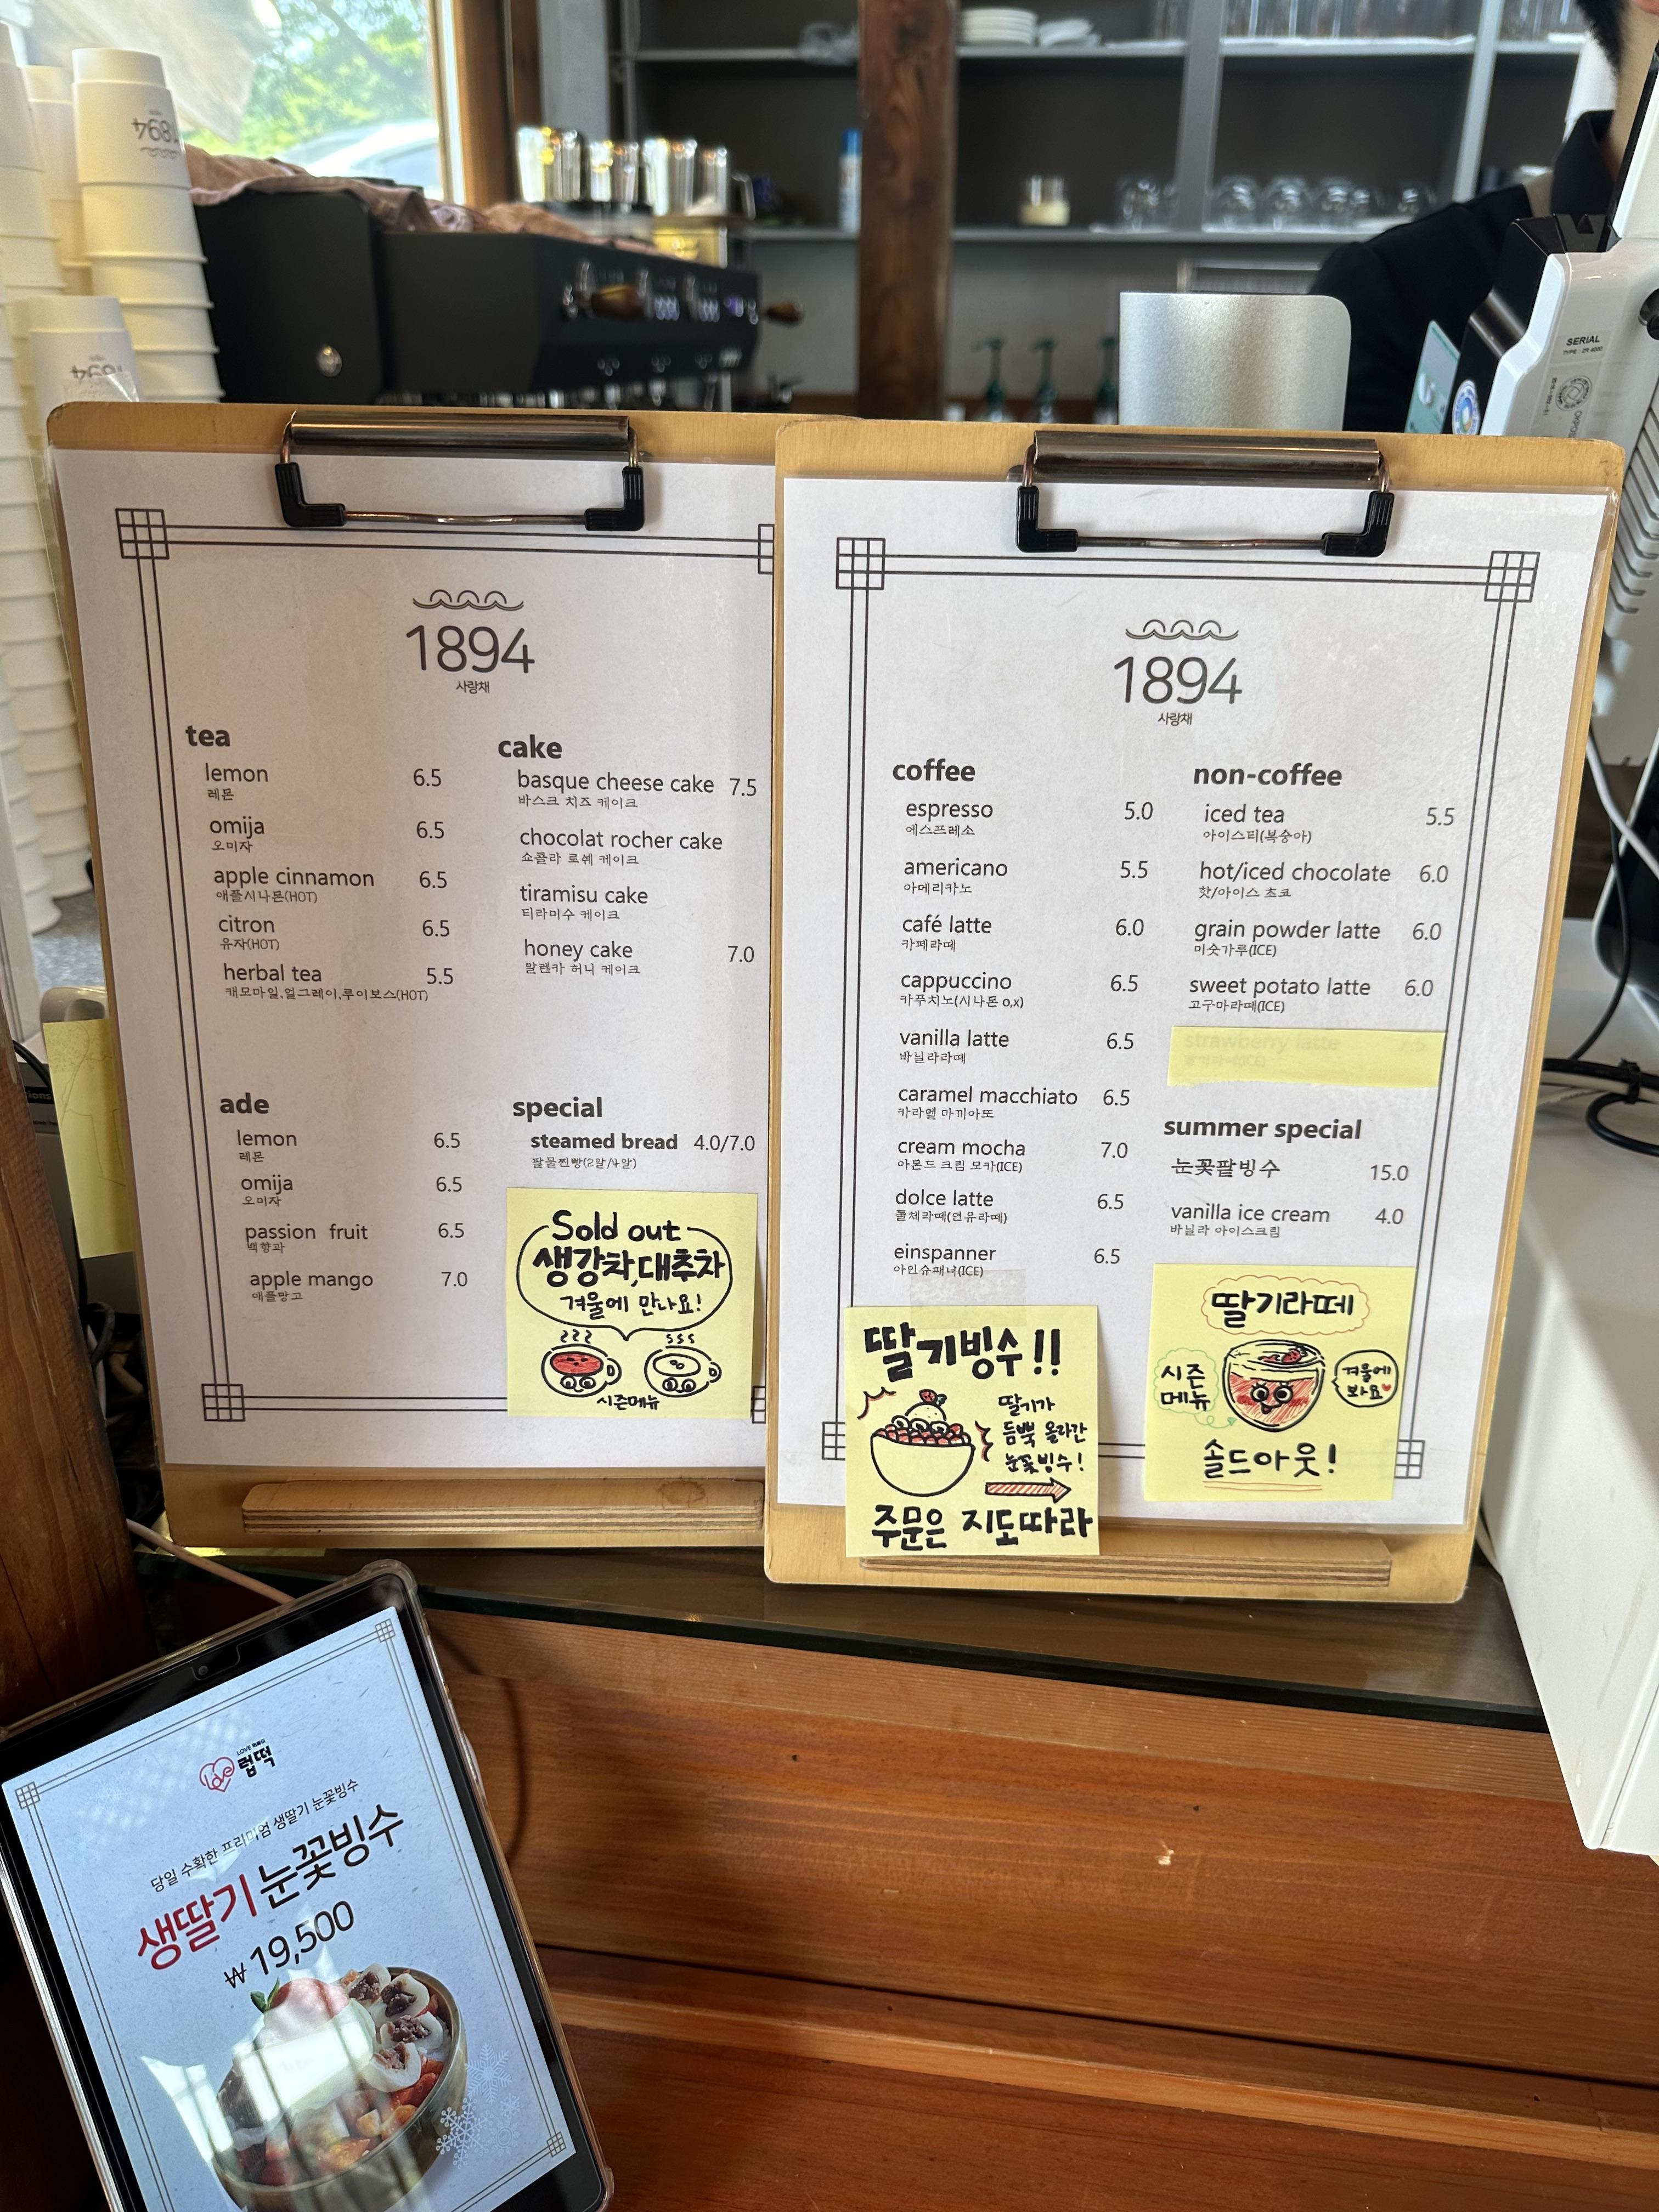 1894
1894
1894
사랑채
tea
lemon 6.5
레몬
omija 6.5
오미자
apple cinnamon 6.5
애플시나몬(HOT)
citron 6.5
유자(HOT)
herbal tea 5.5
캐모마일,얼그레이,루이보스(HOT)
cake
basque cheese cake 7.5
바스크 치즈 케이크
chocolat rocher cake
쇼콜라 로쉐 케이크
tiramisu cake
티라미수 케이크
honey cake 7.0
말렌카 허니 케이크
ade
lemon 6.5
레몬
omija 6.5
오미자
passion fruit 6.5
백향과
apple mango 7.0
애플망고
special
steamed bread 4.0/7.0
팥물찐빵(2알/4알)
Sold out
생강차,대추차
겨울에 만나요!
시즌메뉴
1894
사랑채
coffee
espresso 5.0
에스프레소
americano 5.5
아메리카노
café latte 6.0
카페라떼
cappuccino 6.5
카푸치노(시나몬 o,x)
vanilla latte 6.5
바닐라라떼
caramel macchiato 6.5
카라멜 마끼아또
cream mocha 7.0
아몬드 크림 모카(ICE)
dolce latte 6.5
돌체라떼(연유라떼)
einspanner 6.5
아인슈패너(ICE)
non-coffee
iced tea 5.5
아이스티(복숭아)
hot/iced chocolate 6.0
핫/아이스 초코
grain powder latte 6.0
미숫가루(ICE)
sweet potato latte 6.0
고구마라떼(ICE)
strawberry latte 7.5
딸기라떼(ICE)
summer special
눈꽃팥빙수 15.0
vanilla ice cream 4.0
바닐라 아이스크림
딸기빙수!!
딸기가
듬뿍 올라간
눈꽃빙수!
주문은 지도따라
딸기라떼
시즌
메뉴
겨울에
봐요
솔드아웃!
SERIAL
TYPE : ZR 4000
love
LOVE
럽떡
당일 수확한 프리미엄 생딸기 눈꽃빙수
생딸기 눈꽃빙수
₩19,500